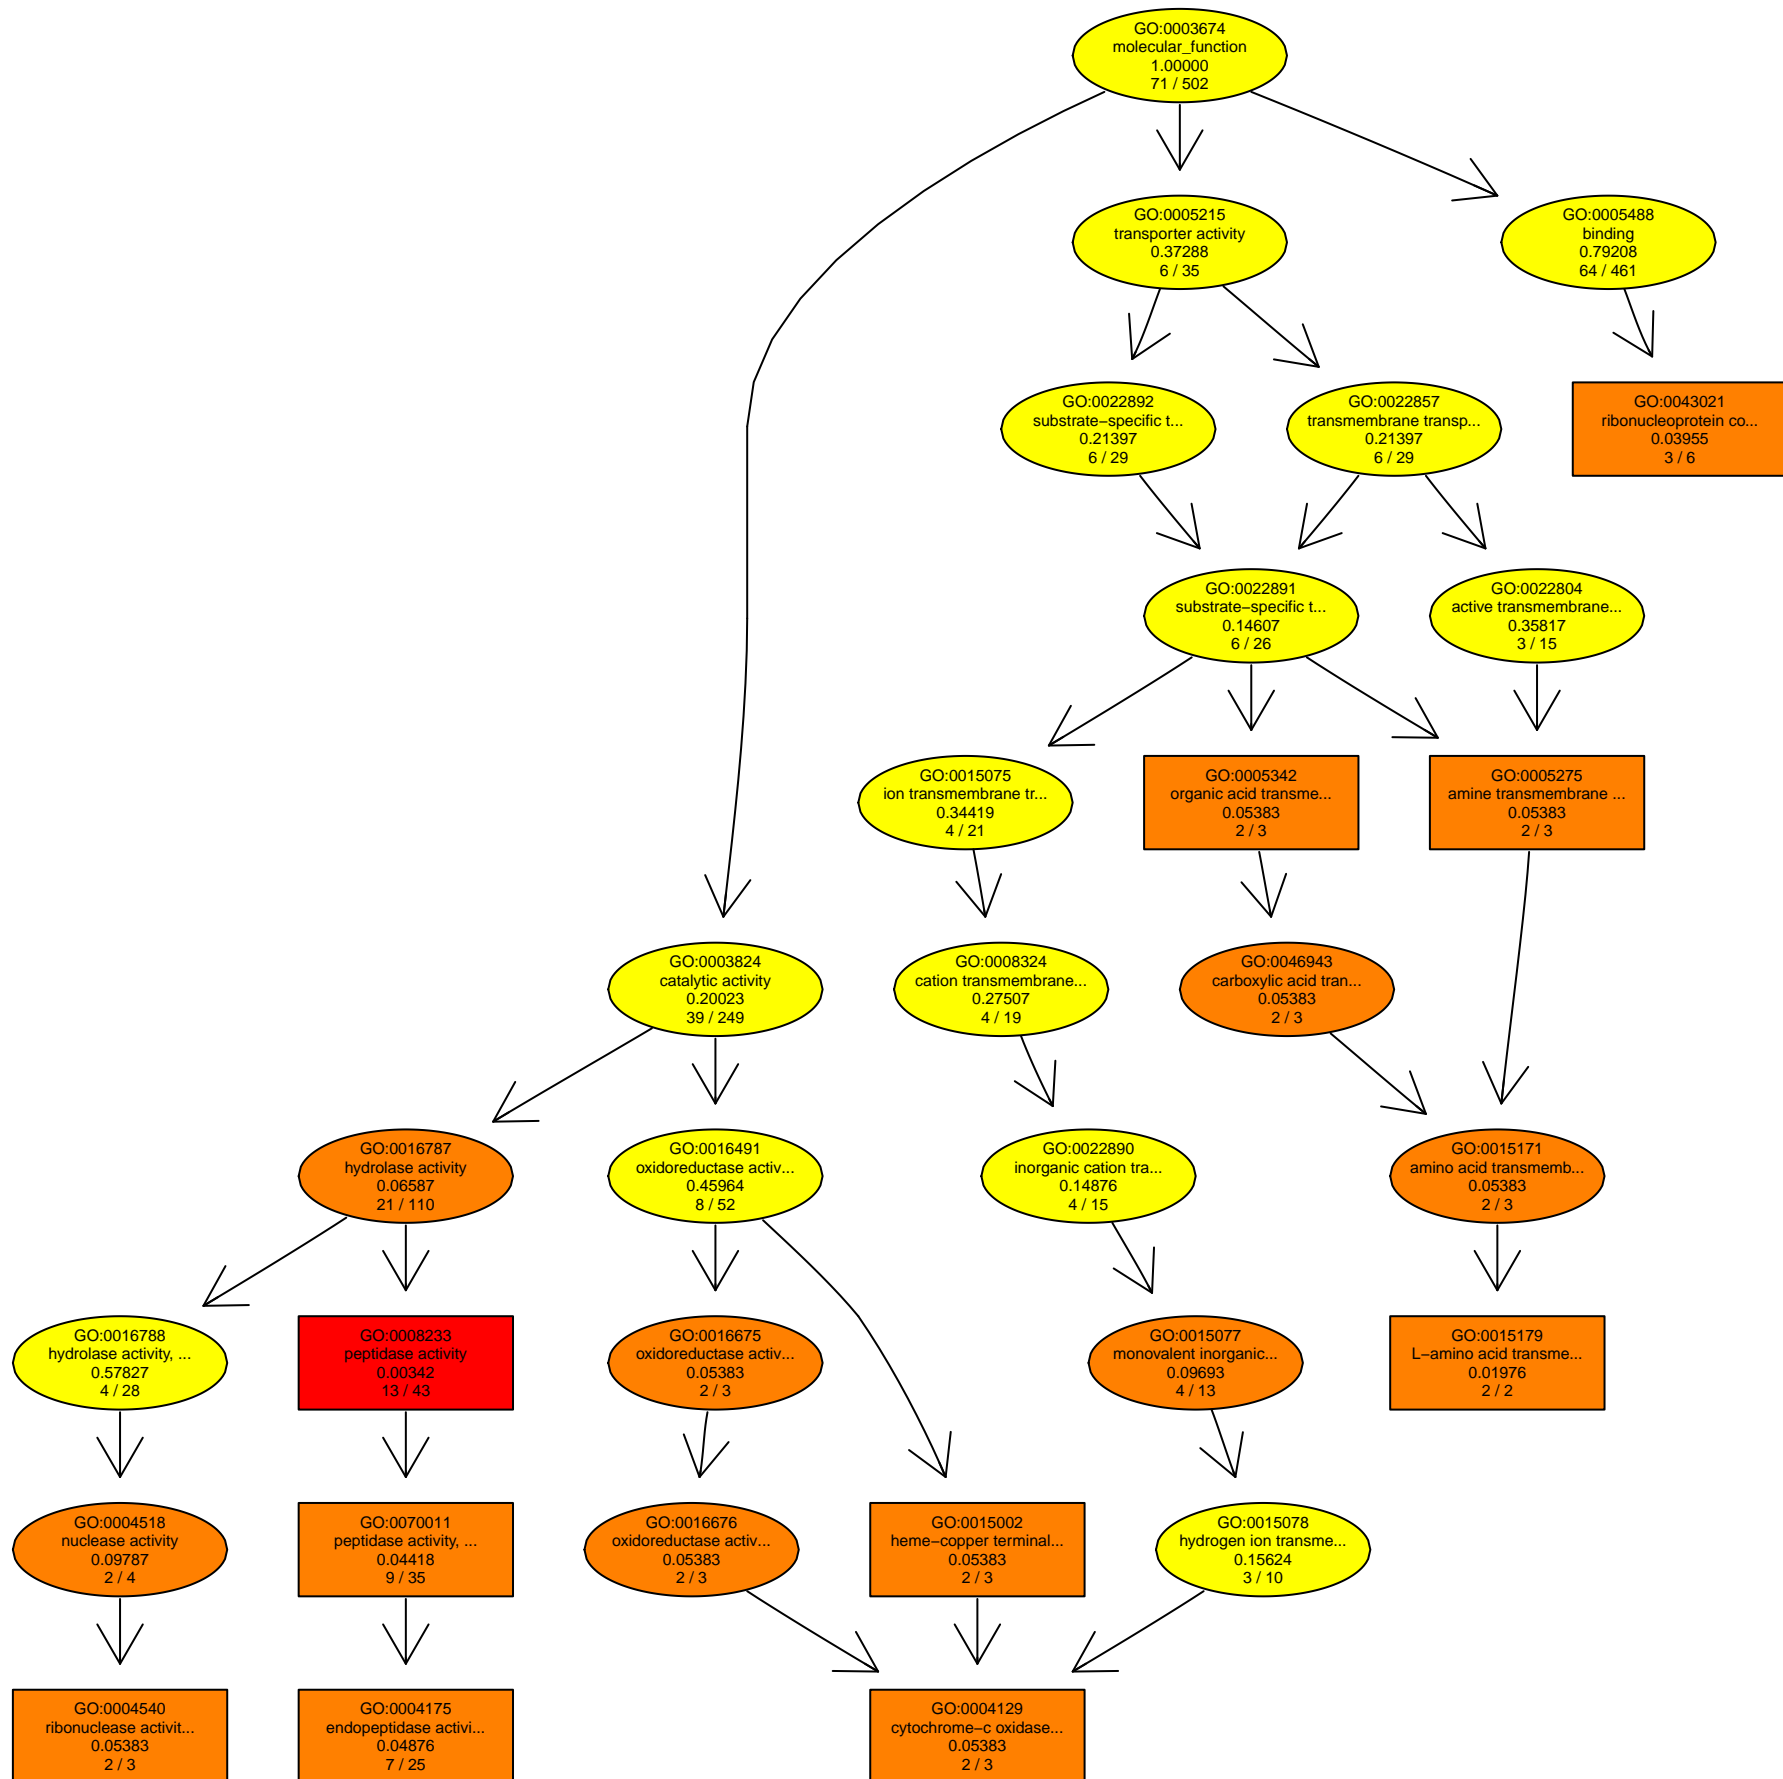 GO:0003674
molecular_function
1.00000
71 / 502
GO:0005215
transporter activity
0.37288
6 / 35
GO:0005488
binding
0.79208
64 / 461
GO:0022892
substrate−specific t...
0.21397
6 / 29
GO:0022857
transmembrane transp...
0.21397
6 / 29
GO:0043021
ribonucleoprotein co...
0.03955
3 / 6
GO:0022891
substrate−specific t...
0.14607
6 / 26
GO:0022804
active transmembrane...
0.35817
3 / 15
GO:0015075
ion transmembrane tr...
0.34419
4 / 21
GO:0005342
organic acid transme...
0.05383
2 / 3
GO:0005275
amine transmembrane ...
0.05383
2 / 3
GO:0003824
catalytic activity
0.20023
39 / 249
GO:0008324
cation transmembrane...
0.27507
4 / 19
GO:0046943
carboxylic acid tran...
0.05383
2 / 3
GO:0016787
hydrolase activity
0.06587
21 / 110
GO:0016491
oxidoreductase activ...
0.45964
8 / 52
GO:0022890
inorganic cation tra...
0.14876
4 / 15
GO:0015171
amino acid transmemb...
0.05383
2 / 3
GO:0016788
hydrolase activity, ...
0.57827
4 / 28
GO:0008233
peptidase activity
0.00342
13 / 43
GO:0016675
oxidoreductase activ...
0.05383
2 / 3
GO:0015077
monovalent inorganic...
0.09693
4 / 13
GO:0015179
L−amino acid transme...
0.01976
2 / 2
GO:0004518
nuclease activity
0.09787
2 / 4
GO:0070011
peptidase activity, ...
0.04418
9 / 35
GO:0016676
oxidoreductase activ...
0.05383
2 / 3
GO:0015002
heme−copper terminal...
0.05383
2 / 3
GO:0015078
hydrogen ion transme...
0.15624
3 / 10
GO:0004540
ribonuclease activit...
0.05383
2 / 3
GO:0004175
endopeptidase activi...
0.04876
7 / 25
GO:0004129
cytochrome−c oxidase...
0.05383
2 / 3